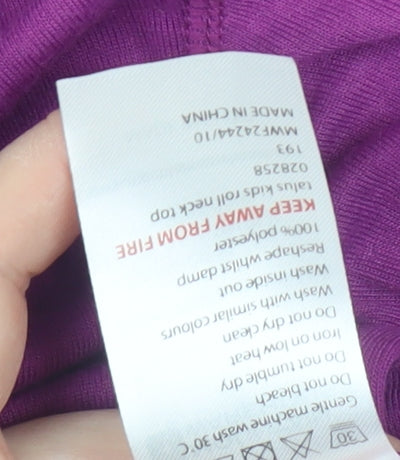 30
Gentle machine wash 30°C
Do not bleach
Do not tumble dry
Iron on low heat
Do not dry clean
Wash with similar colours
Wash inside out
Reshape whilst damp
100% polyester
KEEP AWAY FROM FIRE
talus kids roll neck top
028258
193
MWF24244/10
MADE IN CHINA